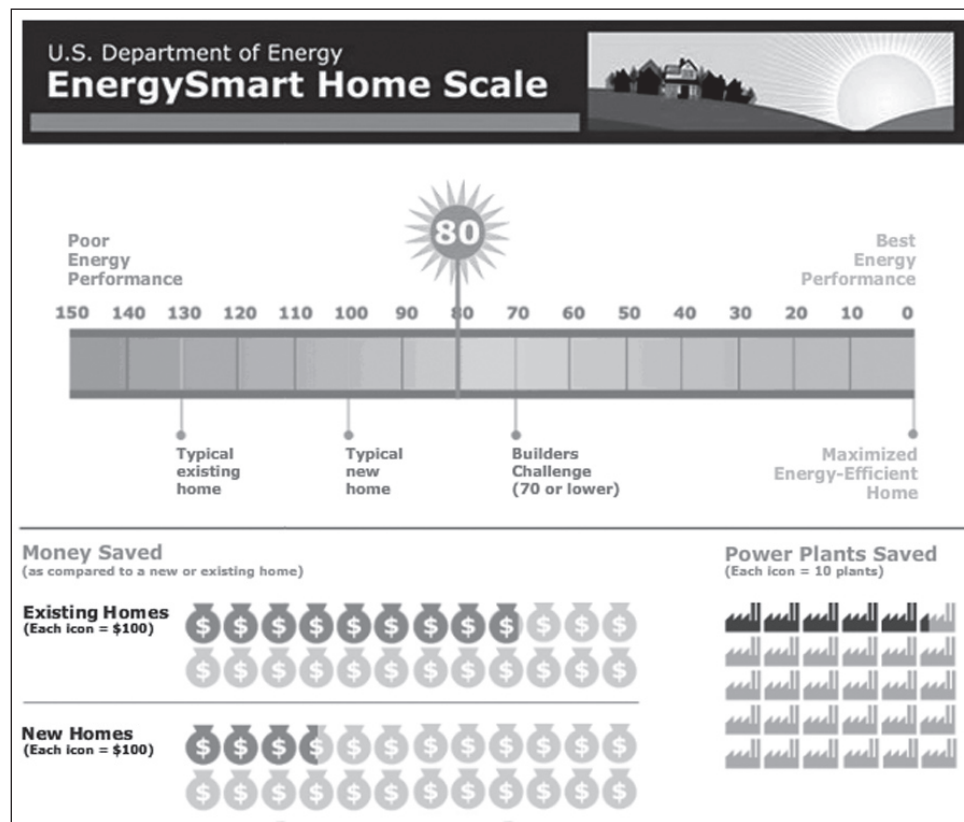 U.S. Department of Energy
EnergySmart Home Scale
80
Poor
Energy
Performance
Best
Energy
Performance
150 140 130 120 110 100 90 80 70 60 50 40 30 20 10 0
Typical
existing
home
Typical
new
home
Builders
Challenge
(70 or lower)
Maximized
Energy-Efficient
Home
Money Saved
(as compared to a new or existing home)
Power Plants Saved
(Each icon = 10 plants)
Existing Homes
(Each icon = $100)
$ $ $ $ $ $ $ $ $ $ $ $
$ $ $ $ $ $ $ $ $ $ $ $
New Homes
(Each icon = $100)
$ $ $ $ $ $ $ $ $ $ $ $
$ $ $ $ $ $ $ $ $ $ $ $